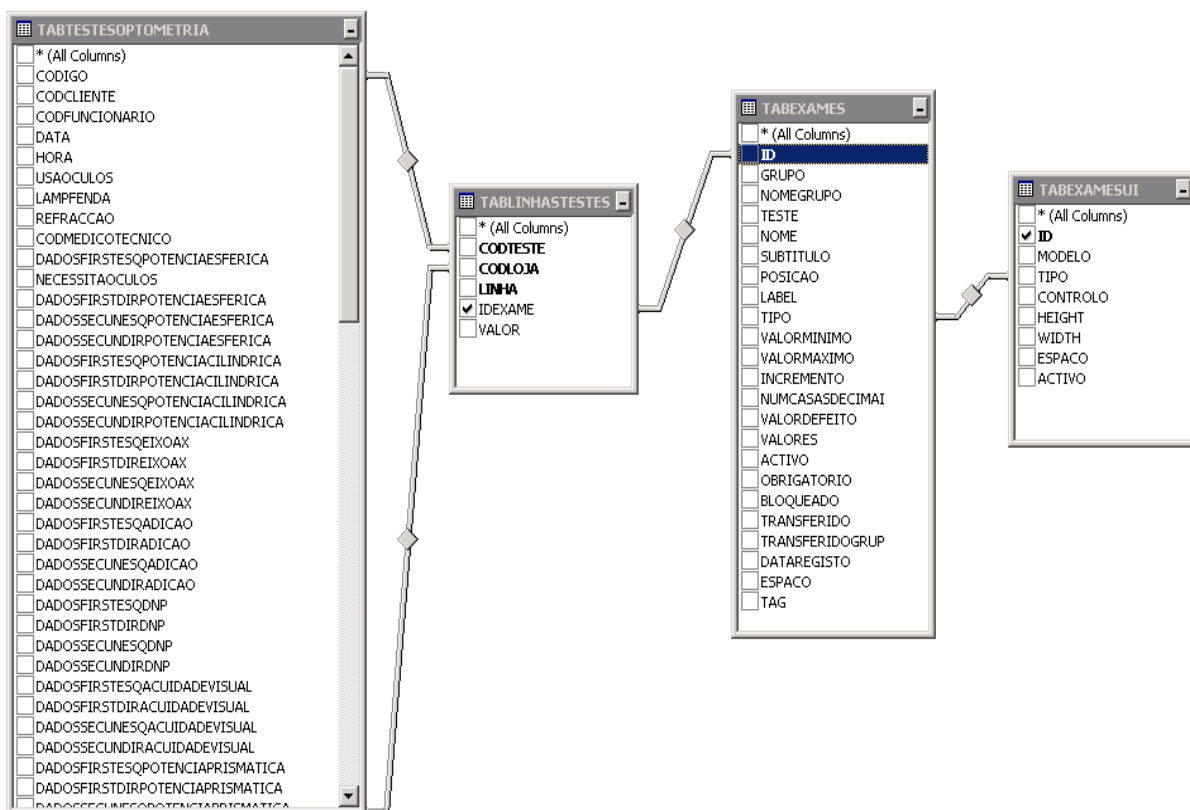 TABTESTESOPTOMETRIA
* (All Columns)
CODIGO
CODCLIENTE
CODFUNCIONARIO
DATA
HORA
USAOCULOS
LAMPFENDA
REFRACCAO
CODMEDICOTECNICO
DADOSFIRSTESQPOTENCIAESFERICA
NECESSITAOCULOS
DADOSFIRSTDIRPOTENCIAESFERICA
DADOSSECUNESQPOTENCIAESFERICA
DADOSSECUNDIRPOTENCIAESFERICA
DADOSFIRSTESQPOTENCIACILINDRICA
DADOSFIRSTDIRPOTENCIACILINDRICA
DADOSSECUNESQPOTENCIACILINDRICA
DADOSSECUNDIRPOTENCIACILINDRICA
DADOSFIRSTESQEIXOAX
DADOSFIRSTDIREIXOAX
DADOSSECUNESQEIXOAX
DADOSSECUNDIREIXOAX
DADOSFIRSTESQADICAO
DADOSFIRSTDIRADICAO
DADOSSECUNESQADICAO
DADOSSECUNDIRADICAO
DADOSFIRSTESQDNP
DADOSFIRSTDIRDNP
DADOSSECUNESQDNP
DADOSSECUNDIRDNP
DADOSFIRSTESQACUIDADEVISUAL
DADOSFIRSTDIRACUIDADEVISUAL
DADOSSECUNESQACUIDADEVISUAL
DADOSSECUNDIRACUIDADEVISUAL
DADOSFIRSTESQPOTENCIAPRISMATICA
DADOSFIRSTDIRPOTENCIAPRISMATICA
DADOSSECUNESQPOTENCIAPRISMATICA
TABLINHASTESTES
* (All Columns)
CODTESTE
CODLOJA
LINHA
IDEXAME
VALOR
TABEXAMES
* (All Columns)
ID
GRUPO
NOMEGRUPO
TESTE
NOME
SUBTITULO
POSICAO
LABEL
TIPO
VALORMINIMO
VALORMAXIMO
INCREMENTO
NUMCASASDECIMAI
VALORDEFEITO
VALORES
ACTIVO
OBRIGATORIO
BLOQUEADO
TRANSFERIDO
TRANSFERIDOGRUP
DATAREGISTO
ESPACO
TAG
TABEXAMESUI
* (All Columns)
ID
MODELO
TIPO
CONTROLO
HEIGHT
WIDTH
ESPACO
ACTIVO